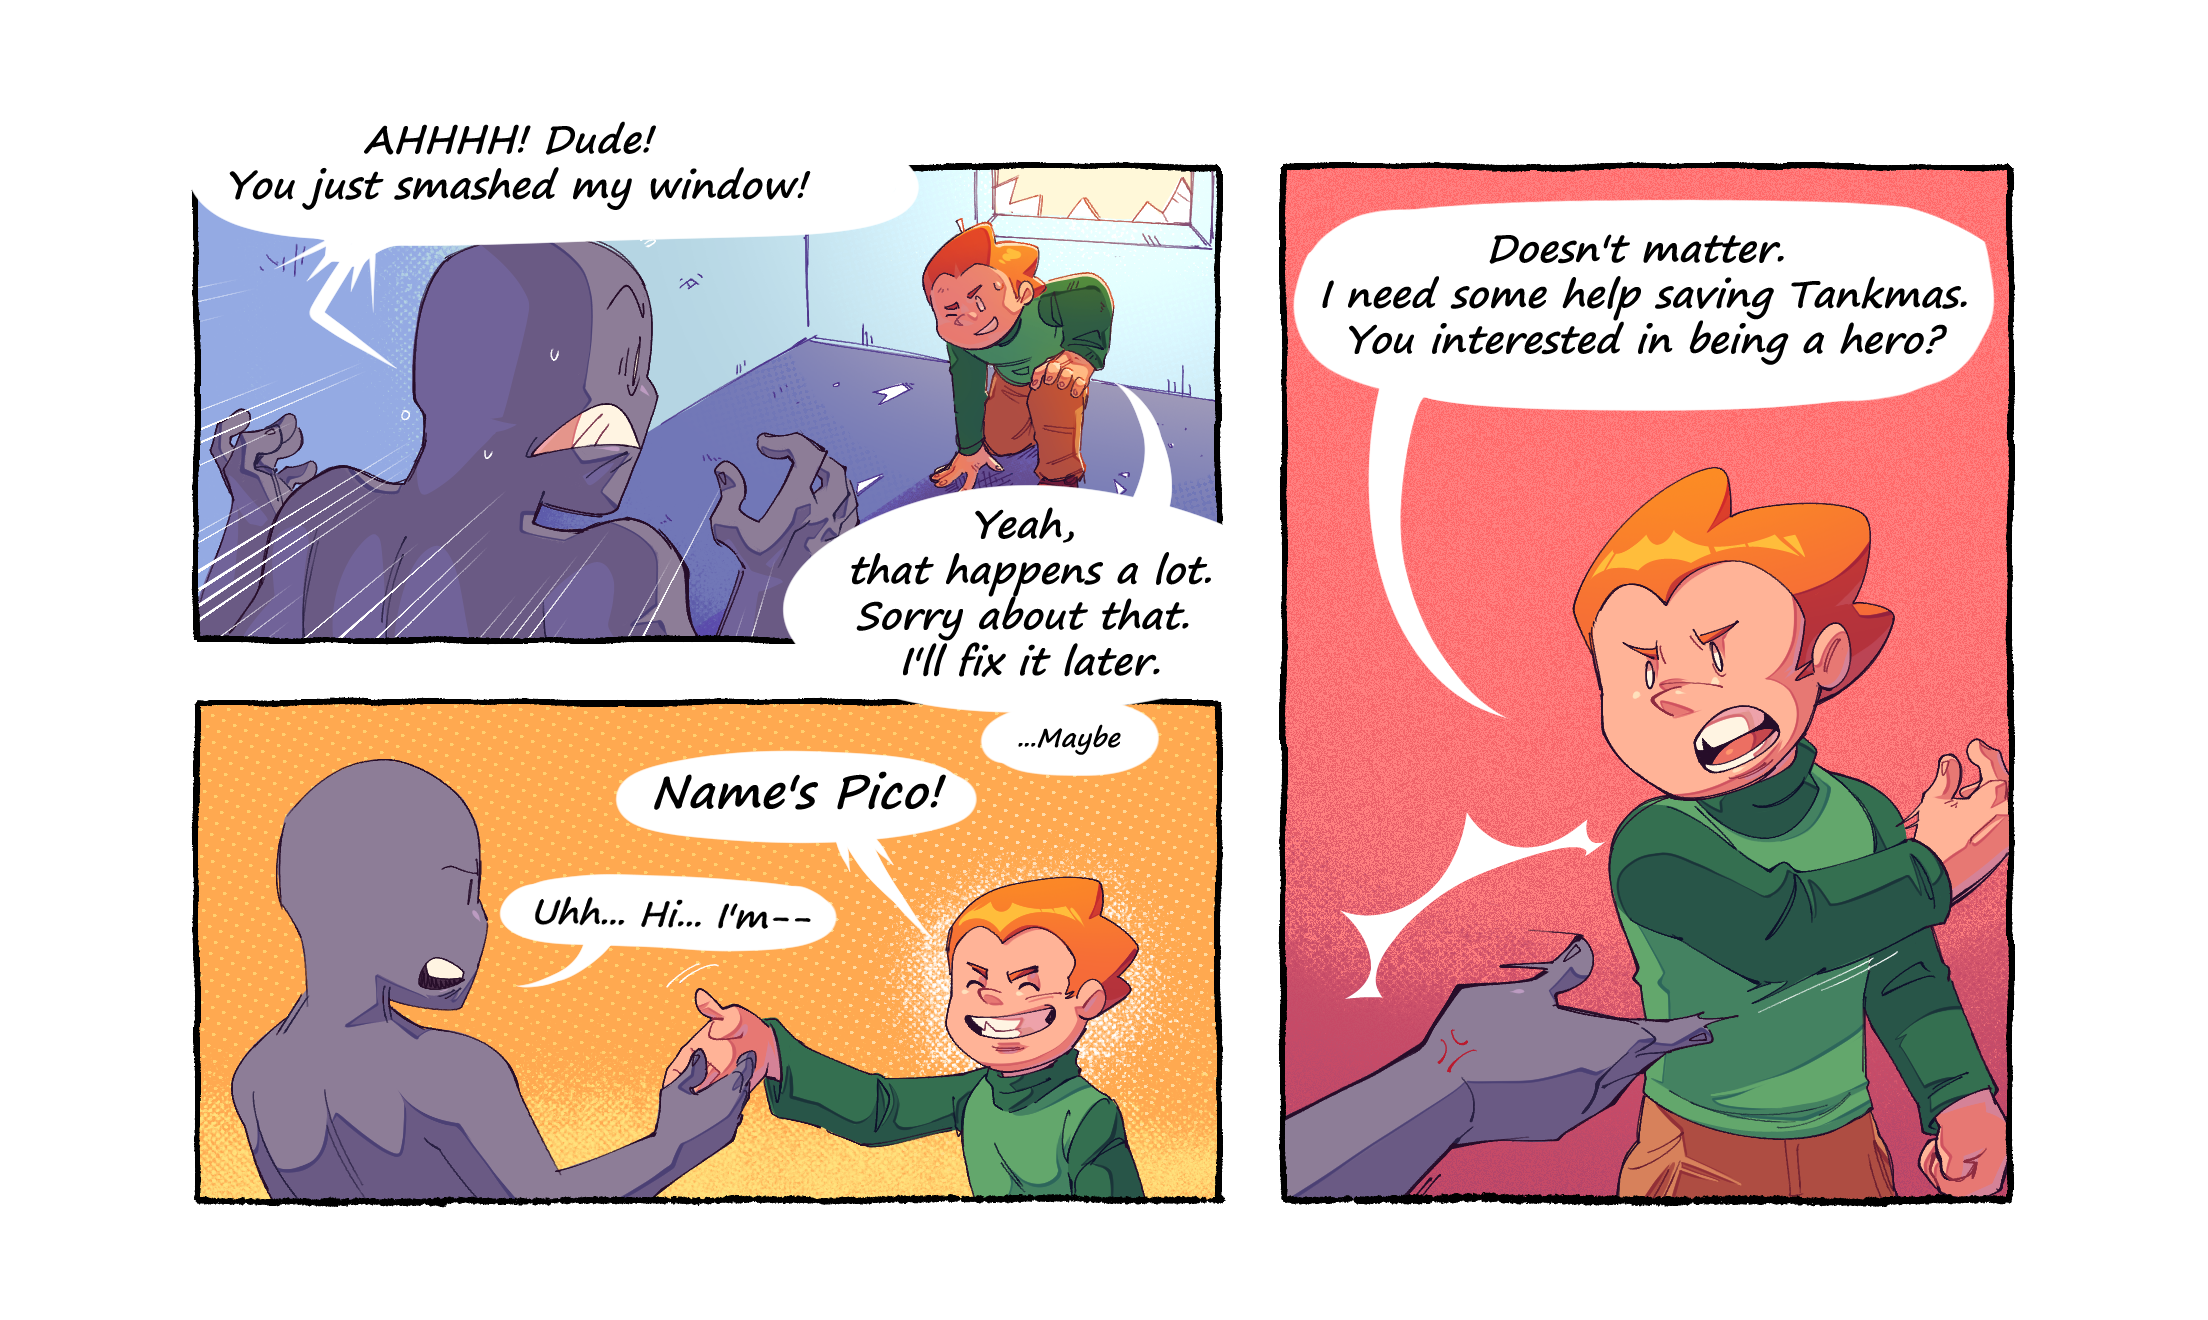 AHHHH! Dude!
You just smashed my window!
Yeah,
that happens a lot.
Sorry about that.
I'll fix it later.
...Maybe
Name's Pico!
Uhh... Hi... I'm--
Doesn't matter.
I need some help saving Tankmas.
You interested in being a hero?